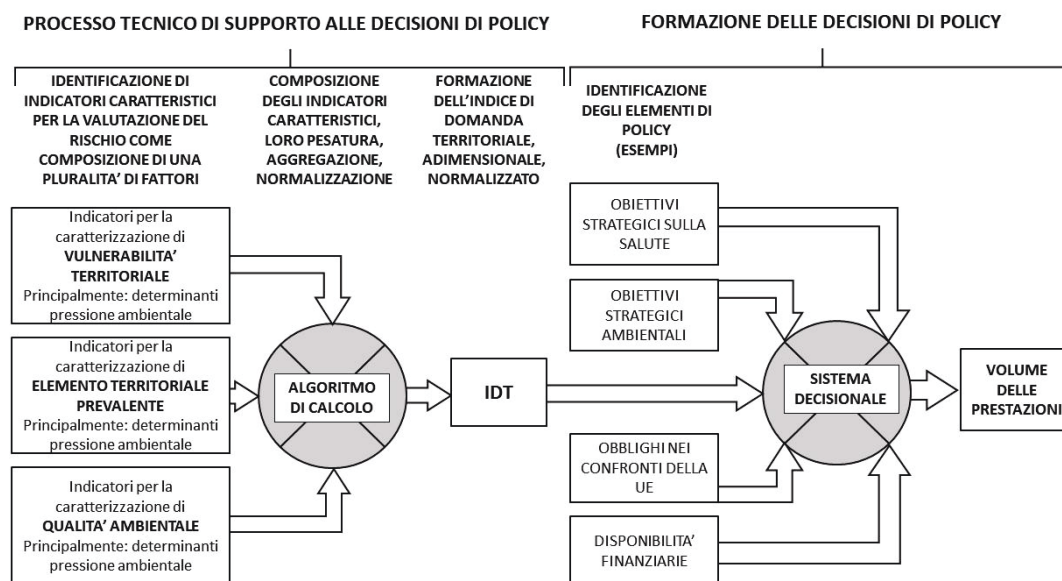 PROCESSO TECNICO DI SUPPORTO ALLE DECISIONI DI POLICY
FORMAZIONE DELLE DECISIONI DI POLICY
IDENTIFICAZIONE DI
INDICATORI CARATTERISTICI
PER LA VALUTAZIONE DEL
RISCHIO COME
COMPOSIZIONE DI UNA
PLURALITA' DI FATTORI
COMPOSIZIONE
DEGLI INDICATORI
CARATTERISTICI,
LORO PESATURA,
AGGREGAZIONE,
NORMALIZZAZIONE
FORMAZIONE
DELL'INDICE DI
DOMANDA
TERRITORIALE,
ADIMENSIONALE,
NORMALIZZATO
IDENTIFICAZIONE
DEGLI ELEMENTI DI
POLICY
(ESEMPI)
Indicatori per la
caratterizzazione di
VULNERABILITA'
TERRITORIALE
Principalmente: determinanti
pressione ambientale
Indicatori per la
caratterizzazione di
ELEMENTO TERRITORIALE
PREVALENTE
Principalmente: determinanti
pressione ambientale
Indicatori per la
caratterizzazione di
QUALITA' AMBIENTALE
Principalmente: determinanti
pressione ambientale
ALGORITMO
DI CALCOLO
IDT
OBIETTIVI
STRATEGICI SULLA
SALUTE
OBIETTIVI
STRATEGICI
AMBIENTALI
OBBLIGHI NEI
CONFRONTI DELLA
UE
DISPONIBILITA'
FINANZIARIE
SISTEMA
DECISIONALE
VOLUME
DELLE
PRESTAZIONI